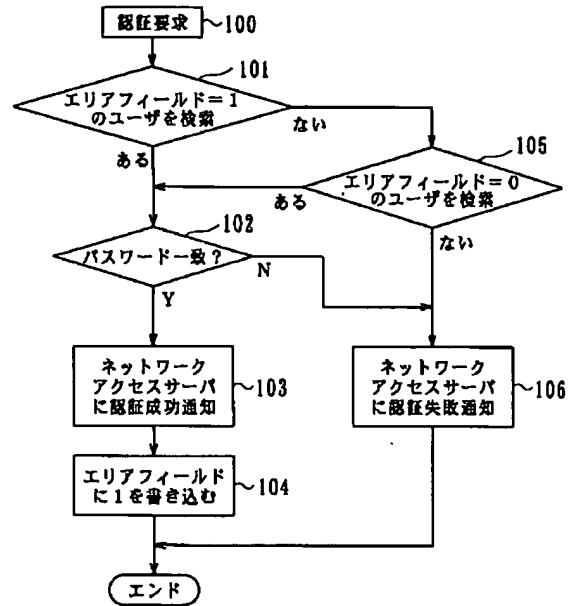 認証要求
100
101
エリアフィールド=1
のユーザを検索
ない
ある
105
エリアフィールド=0
のユーザを検索
ある
ない
102
パスワード一致?
N
Y
ネットワーク
アクセスサーバ
に認証成功通知
103
ネットワーク
アクセスサーバ
に認証失敗通知
106
エリアフィールド
に1を書き込む
104
エンド